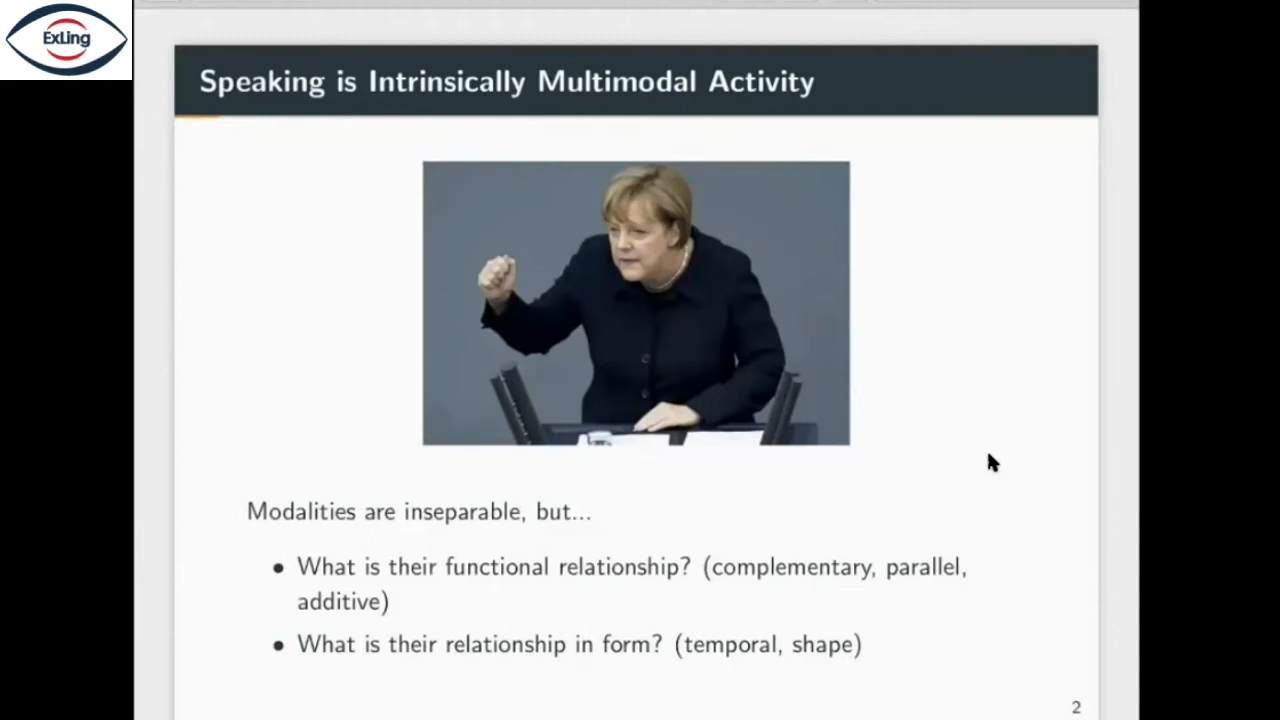 ExLing
Speaking is Intrinsically Multimodal Activity
Modalities are inseparable, but...
• What is their functional relationship? (complementary, parallel,
additive)
• What is their relationship in form? (temporal, shape)
2